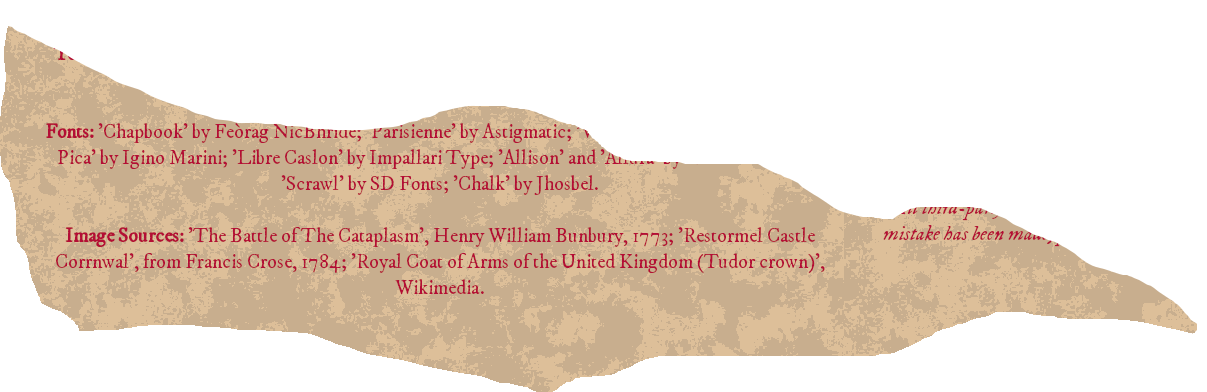 Fonts: 'Chapbook' by Feòrag NicBhride; 'Parisienne' by Astigmatic;
Pica' by Igino Marini; 'Libre Caslon' by Impallari Type; 'Allison' and by
'Scrawl' by SD Fonts; 'Chalk' by Jhosbel.
Image Sources: 'The Battle of The Cataplasm', Henry William Bunbury, 1773; 'Restormel Castle
Corrnwal', from Francis Crose, 1784; 'Royal Coat of Arms of the United Kingdom (Tudor crown)',
Wikimedia.
third-party
mistake has been made,